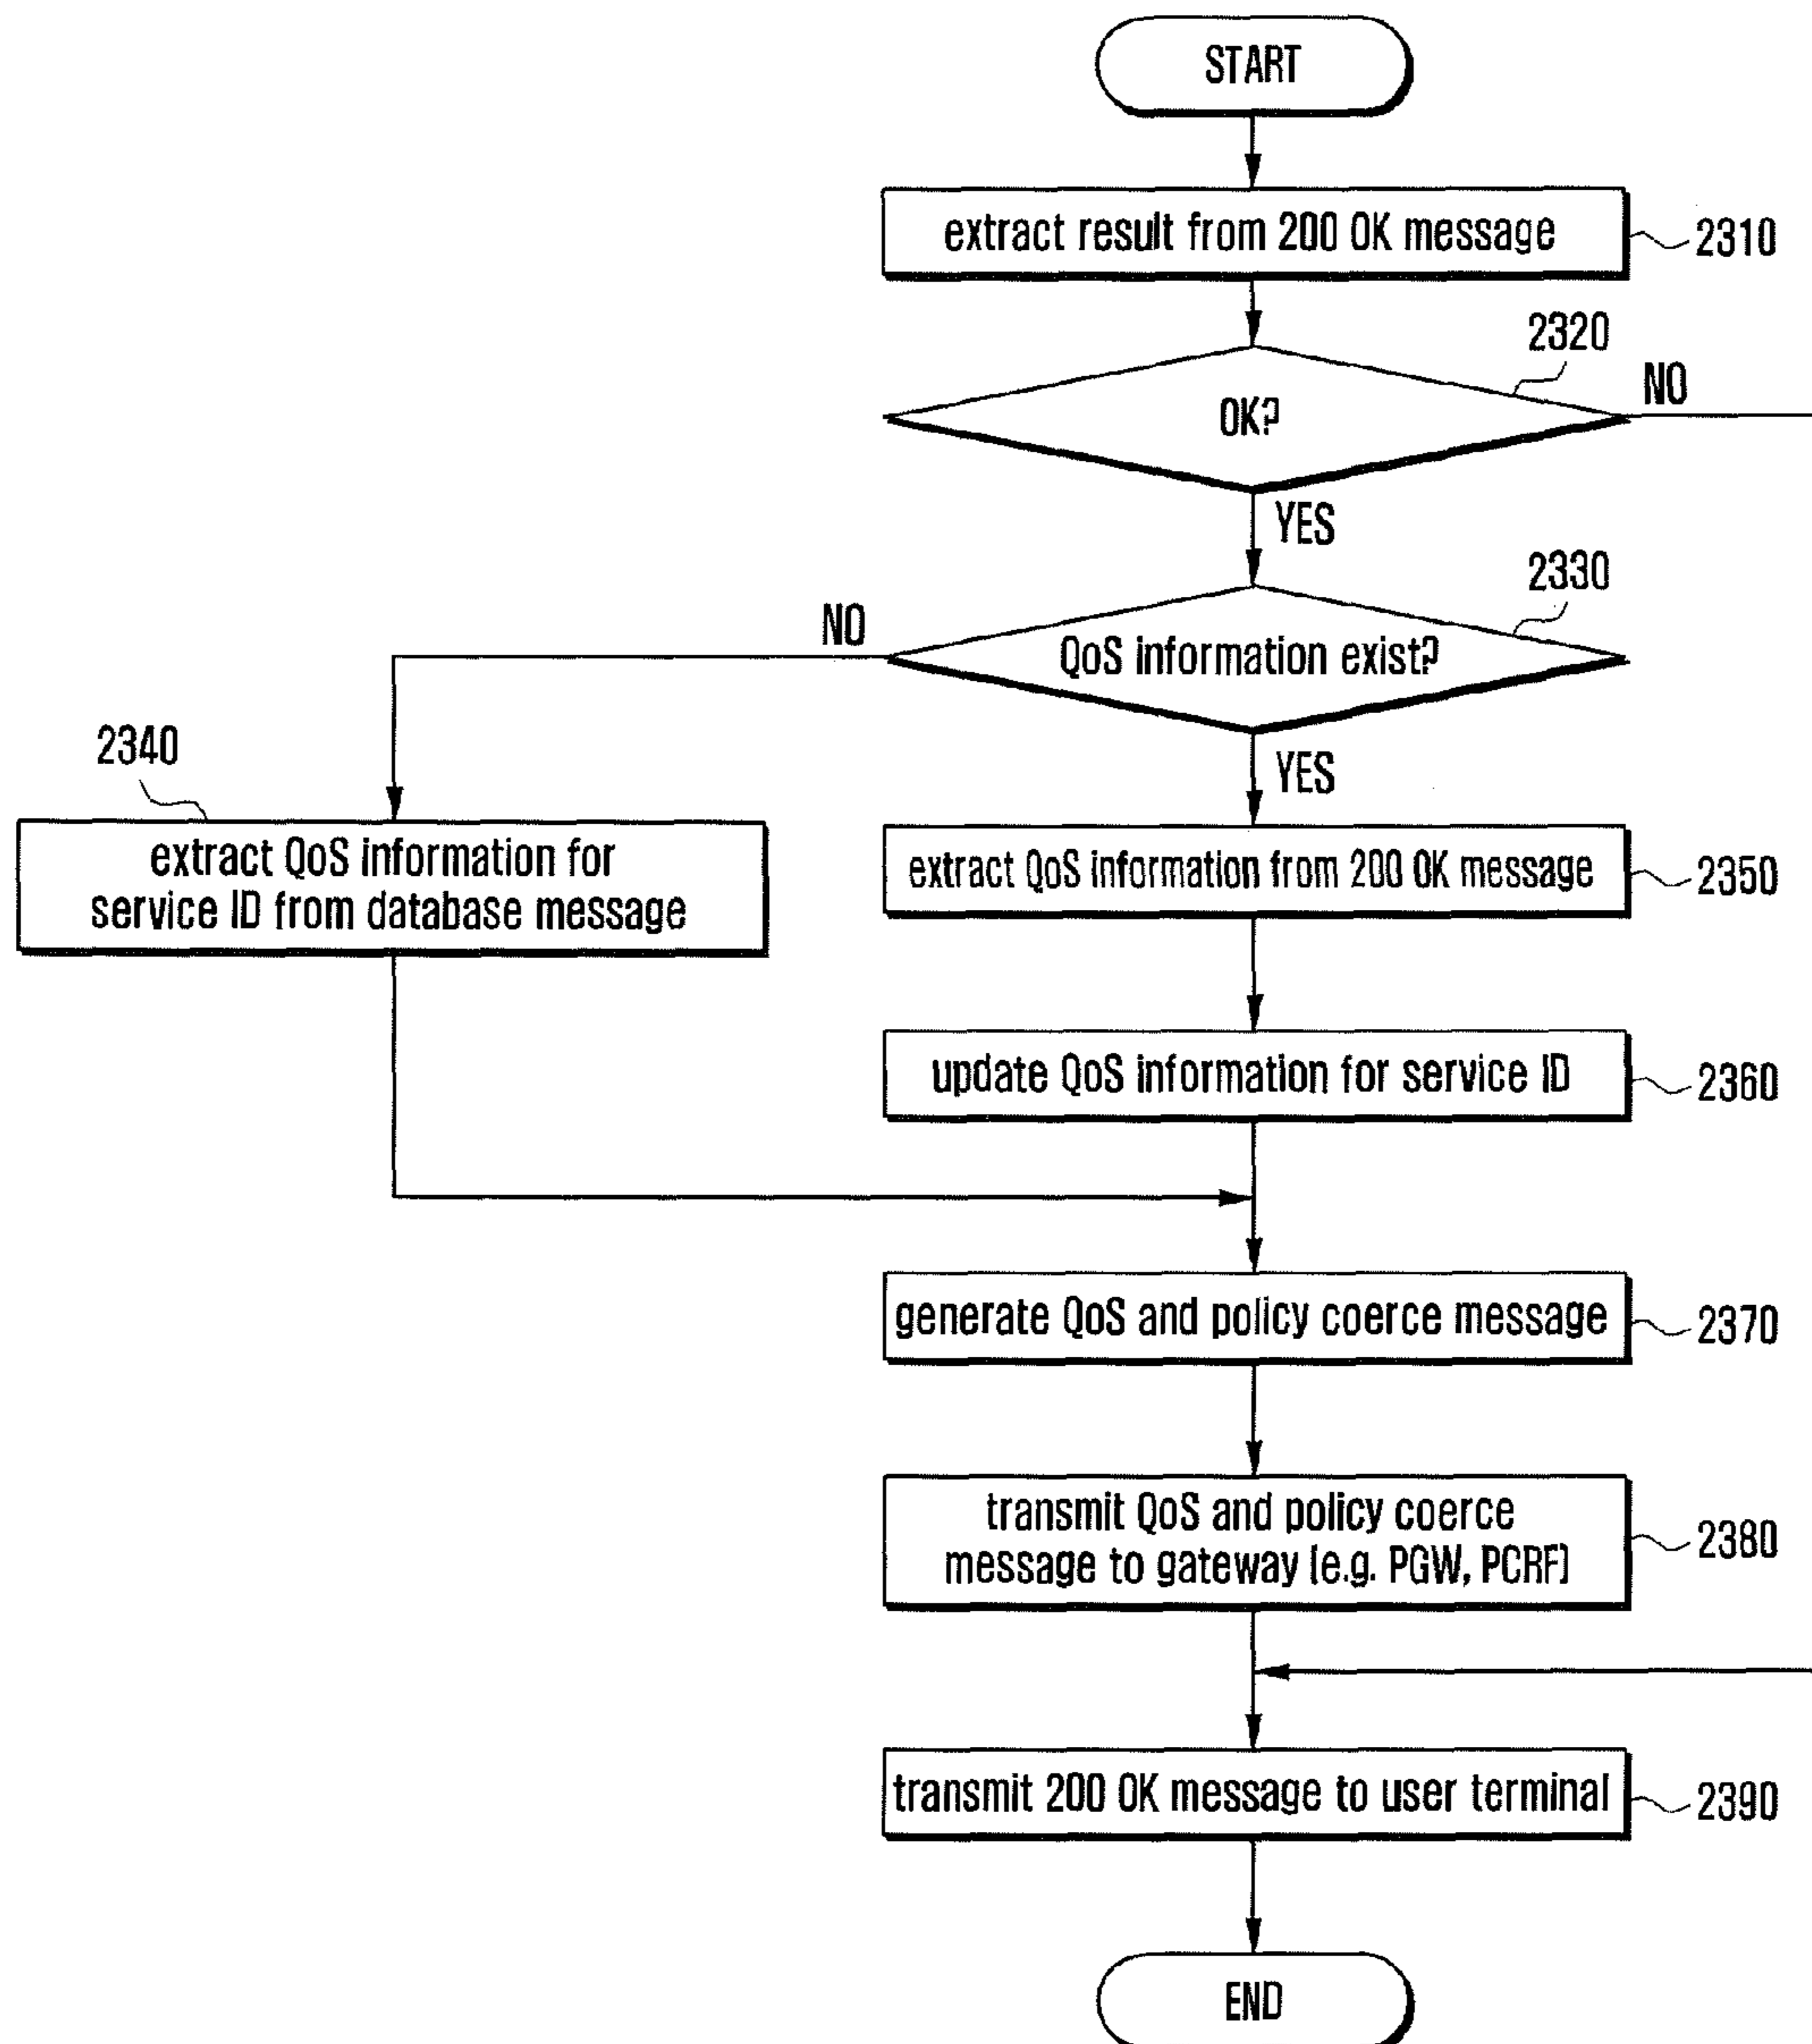 START
extract result from 200 OK message
2310
2320
OK?
NO
YES
2330
NO
QoS information exist?
YES
2340
extract QoS information for
service ID from database message
extract QoS information from 200 OK message
2350
update QoS information for service ID
2360
generate QoS and policy coerce message
2370
transmit QoS and policy coerce
message to gateway (e.g. PGW, PCRF)
2380
transmit 200 OK message to user terminal
2390
END